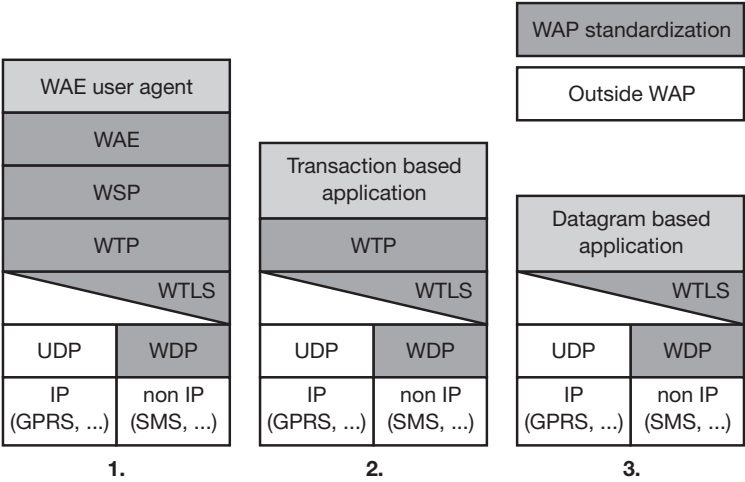 WAP standardization
Outside WAP
WAE user agent
WAE
WSP
WTP
WTLS
UDP
WDP
IP
(GPRS, ...)
non IP
(SMS, ...)
1.
Transaction based
application
WTP
WTLS
UDP
WDP
IP
(GPRS, ...)
non IP
(SMS, ...)
2.
Datagram based
application
WTLS
UDP
WDP
IP
(GPRS, ...)
non IP
(SMS, ...)
3.